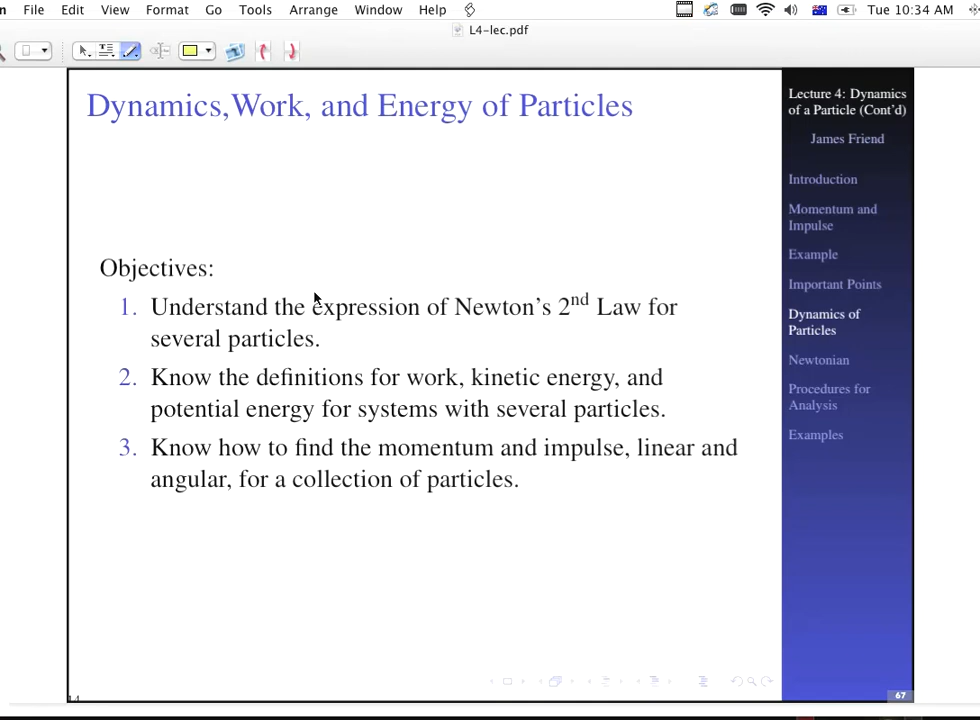 File Edit View Format Go Tools Arrange Window Help Tue 10:34 AM
L4-lec.pdf
Dynamics,Work, and Energy of Particles
Objectives:
1. Understand the expression of Newton's 2nd Law for
several particles.
2. Know the definitions for work, kinetic energy, and
potential energy for systems with several particles.
3. Know how to find the momentum and impulse, linear and
angular, for a collection of particles.
Lecture 4: Dynamics
of a Particle (Cont'd)
James Friend
Introduction
Momentum and
Impulse
Example
Important Points
Dynamics of
Particles
Newtonian
Procedures for
Analysis
Examples
67